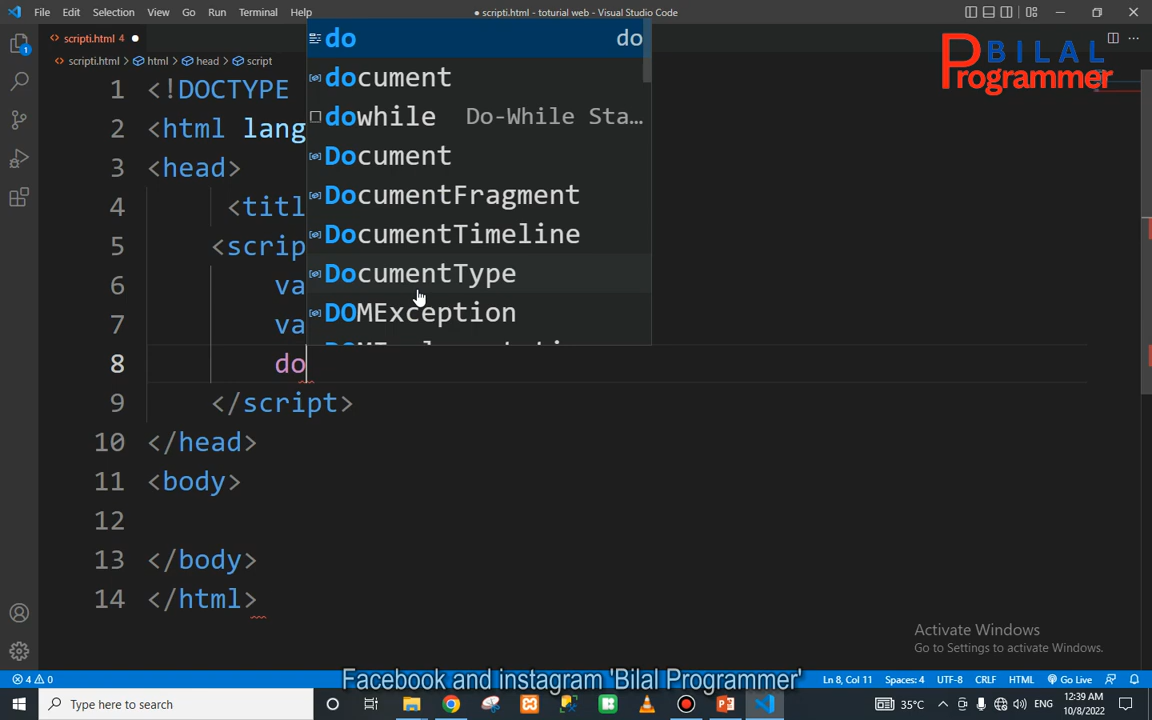 File Edit Selection View Go Run Terminal Help
● scripti.html - toturial web - Visual Studio Code
scripti.html 4 ●
scripti.html > html > head > script
BILAL
Programmer
1 <!DOCTYPE
2 <html lang
3 <head>
4 <titl
5 <scrip
6 va
7 va
8 do
9 </script>
10 </head>
11 <body>
12
13 </body>
14 </html>
do do
document
dowhile Do-While Sta…
Document
DocumentFragment
DocumentTimeline
DocumentType
DOMException
Activate Windows
Go to Settings to activate Windows.
Facebook and instagram 'Bilal Programmer'
4 0
Ln 8, Col 11 Spaces: 4 UTF-8 CRLF HTML Go Live
Type here to search
35°C ENG
12:39 AM
10/8/2022